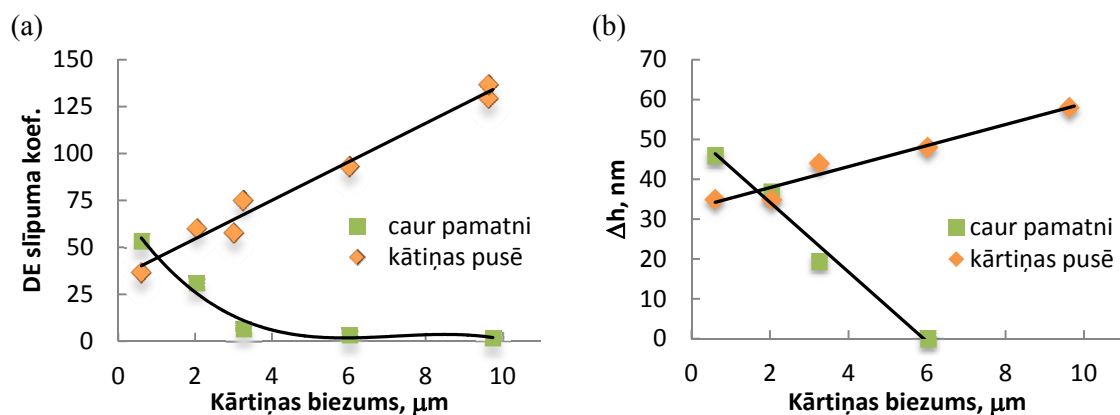 (a)
DE slīpuma koef.
150
125
100
75
50
25
0
0 2 4 6 8 10
Kārtiņas biezums, μm
caur pamatni
kātiņas pusē
(b)
Δh, nm
70
60
50
40
30
20
10
0
0 2 4 6 8 10
Kārtiņas biezums, μm
caur pamatni
kārtiņas pusē